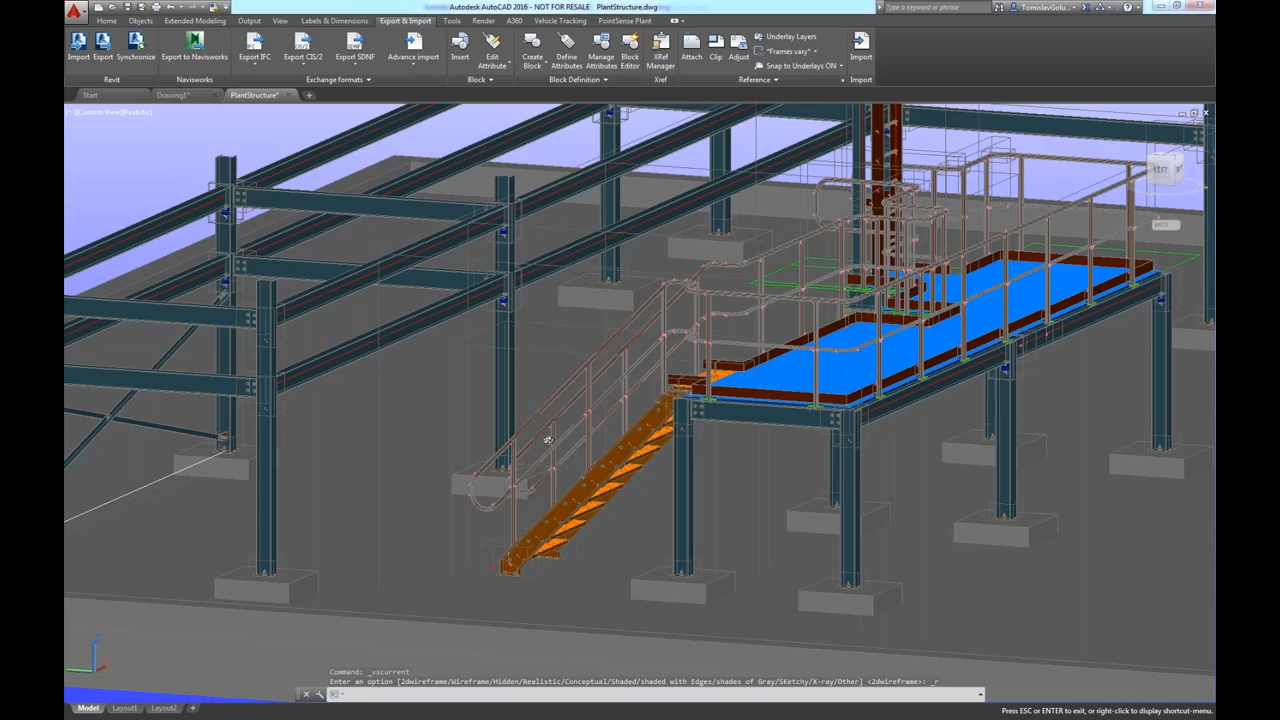 Autodesk AutoCAD 2016 - NOT FOR RESALE PlantStructure.dwg
Type a keyword or phrase
TomislavGolu...
Home Objects Extended Modeling Output View Labels & Dimensions Export & Import Tools Render A360 Vehicle Tracking PointSense Plant
Import Export Synchronize
Export to Navisworks
Export IFC
Export CIS/2
Export SDNF
Advance import
Insert
Edit Attribute
Create Block
Define Attributes
Manage Attributes
Block Editor
XRef Manager
Attach Clip Adjust
Underlay Layers
*Frames vary*
Snap to Underlays ON
Import
Revit Navisworks Exchange formats Block Block Definition Xref Reference Import
Start Drawing1* PlantStructure*
[-][Custom View][Realistic]
LEFT
WCS
Command: _vscurrent
Enter an option [2dwireframe/Wireframe/Hidden/Realistic/Conceptual/Shaded/shaded with Edges/shades of Gray/SKetchy/X-ray/Other] <2dwireframe>: _r
Model Layout1 Layout2 +
Press ESC or ENTER to exit, or right-click to display shortcut-menu.